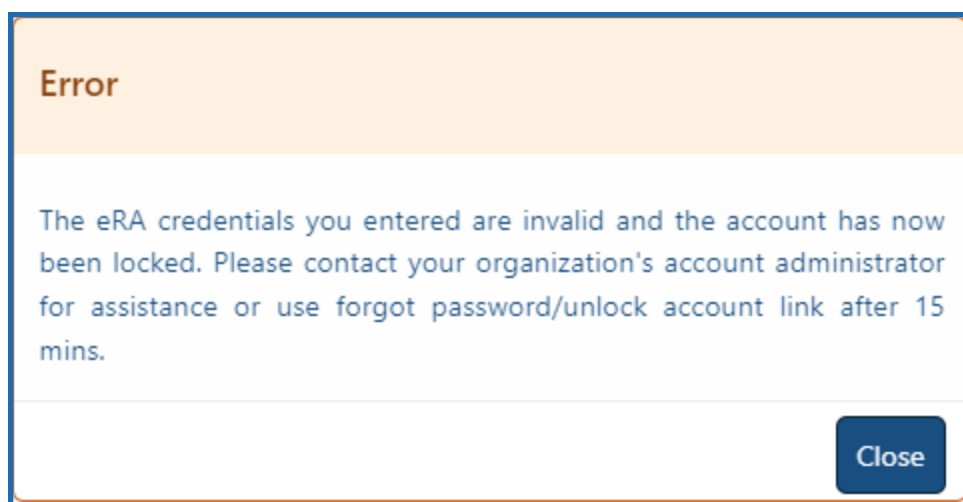 Error
The eRA credentials you entered are invalid and the account has now
been locked. Please contact your organization's account administrator
for assistance or use forgot password/unlock account link after 15
mins.
Close